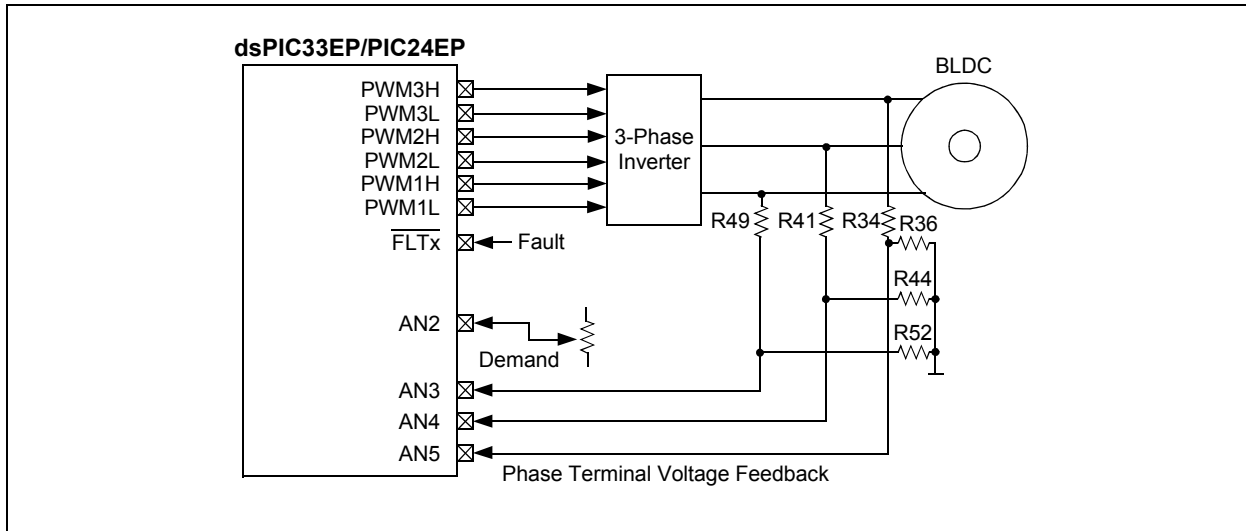 dsPIC33EP/PIC24EP
BLDC
PWM3H
PWM3L
PWM2H
PWM2L
PWM1H
PWM1L
3-Phase
Inverter
R49
R41
R34
R36
FLTx
Fault
R44
AN2
Demand
R52
AN3
AN4
AN5
Phase Terminal Voltage Feedback